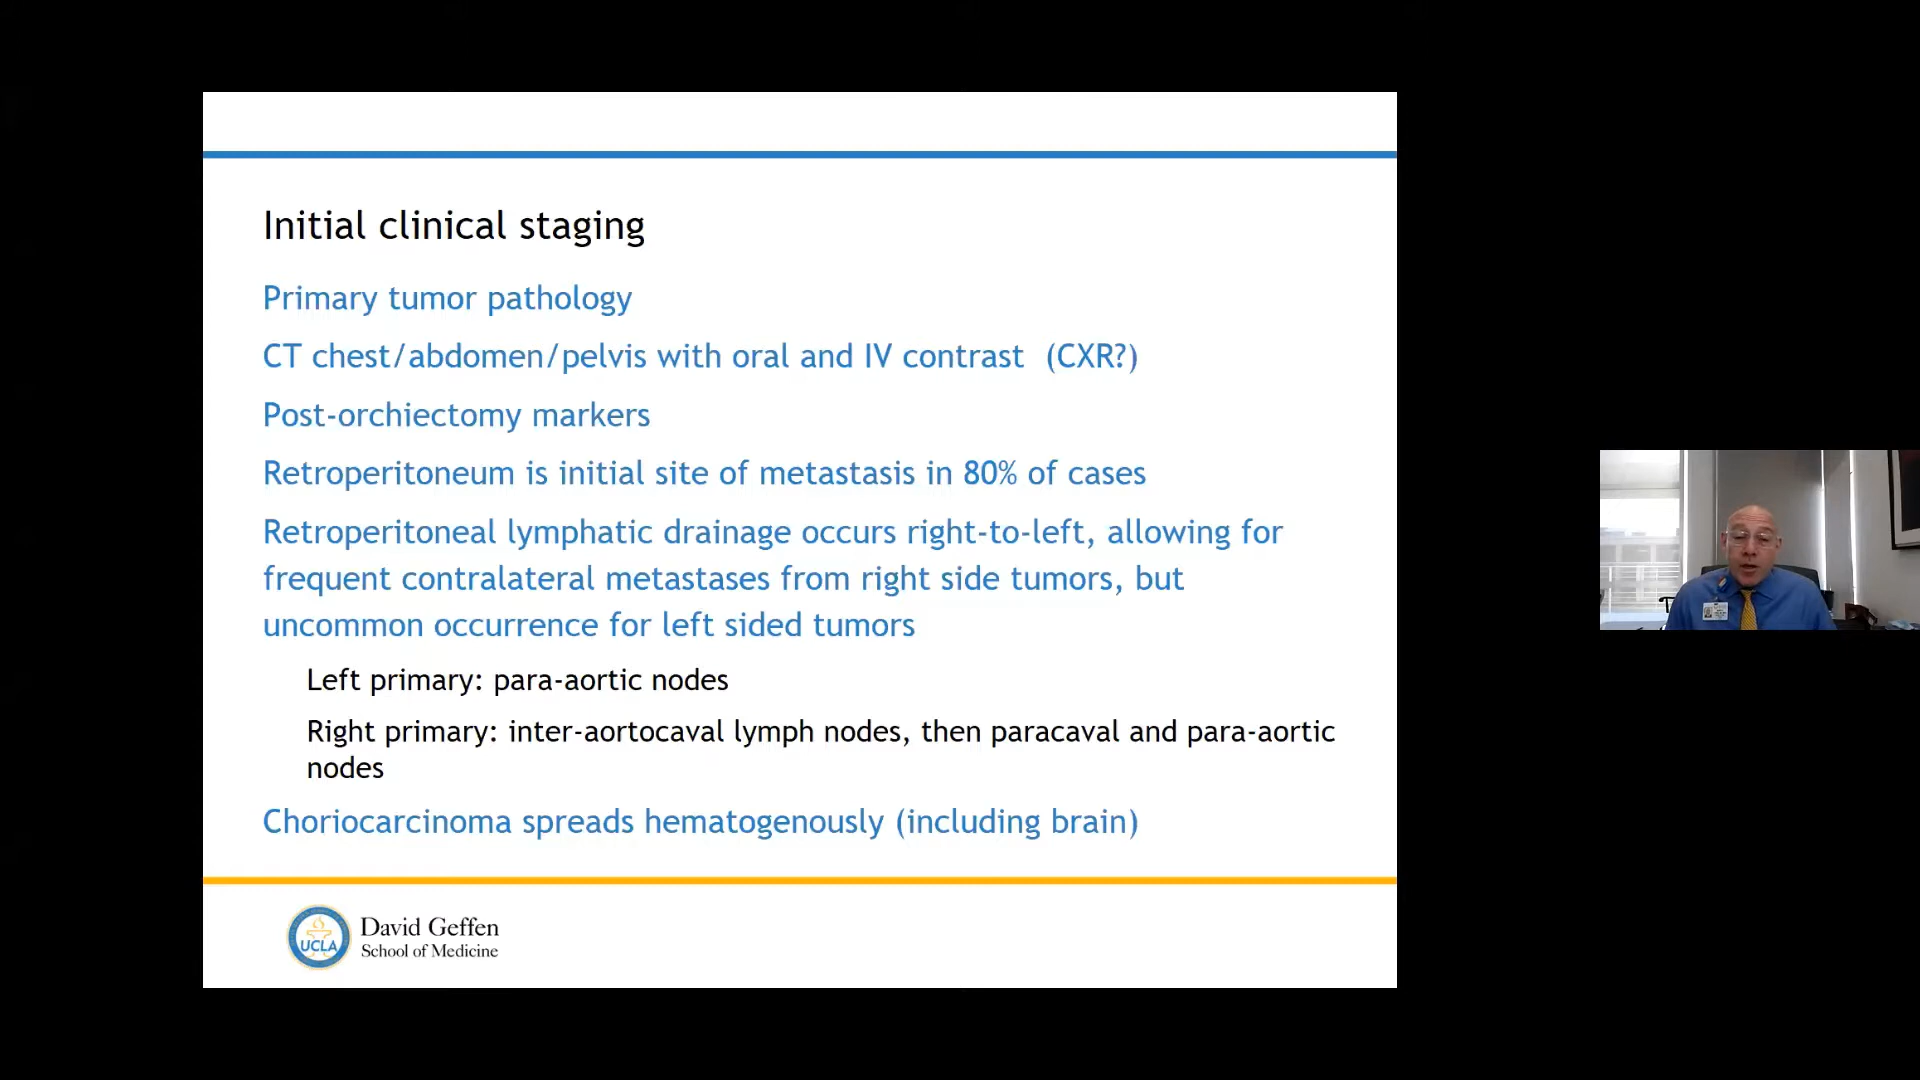 Initial clinical staging
Primary tumor pathology
CT chest/abdomen/pelvis with oral and IV contrast  (CXR?)
Post-orchiectomy markers
Retroperitoneum is initial site of metastasis in 80% of cases
Retroperitoneal lymphatic drainage occurs right-to-left, allowing for
frequent contralateral metastases from right side tumors, but
uncommon occurrence for left sided tumors
Left primary: para-aortic nodes
Right primary: inter-aortocaval lymph nodes, then paracaval and para-aortic
nodes
Choriocarcinoma spreads hematogenously (including brain)
UCLA
David Geffen
School of Medicine